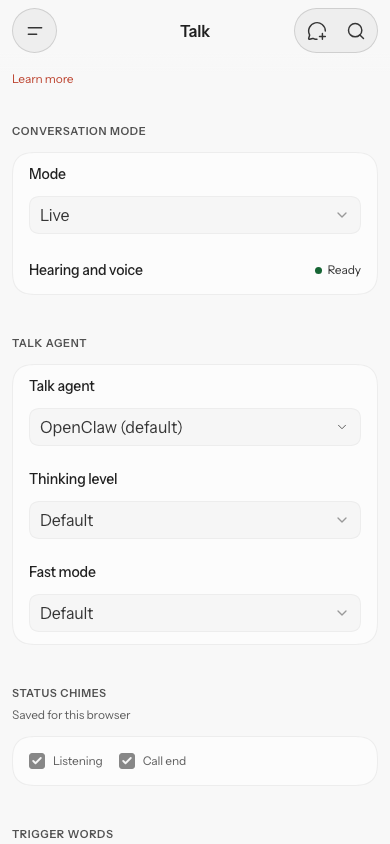 Talk
Learn more
CONVERSATION MODE
Mode
Live
Hearing and voice
Ready
TALK AGENT
Talk agent
OpenClaw (default)
Thinking level
Default
Fast mode
Default
STATUS CHIMES
Saved for this browser
Listening
Call end
TRIGGER WORDS